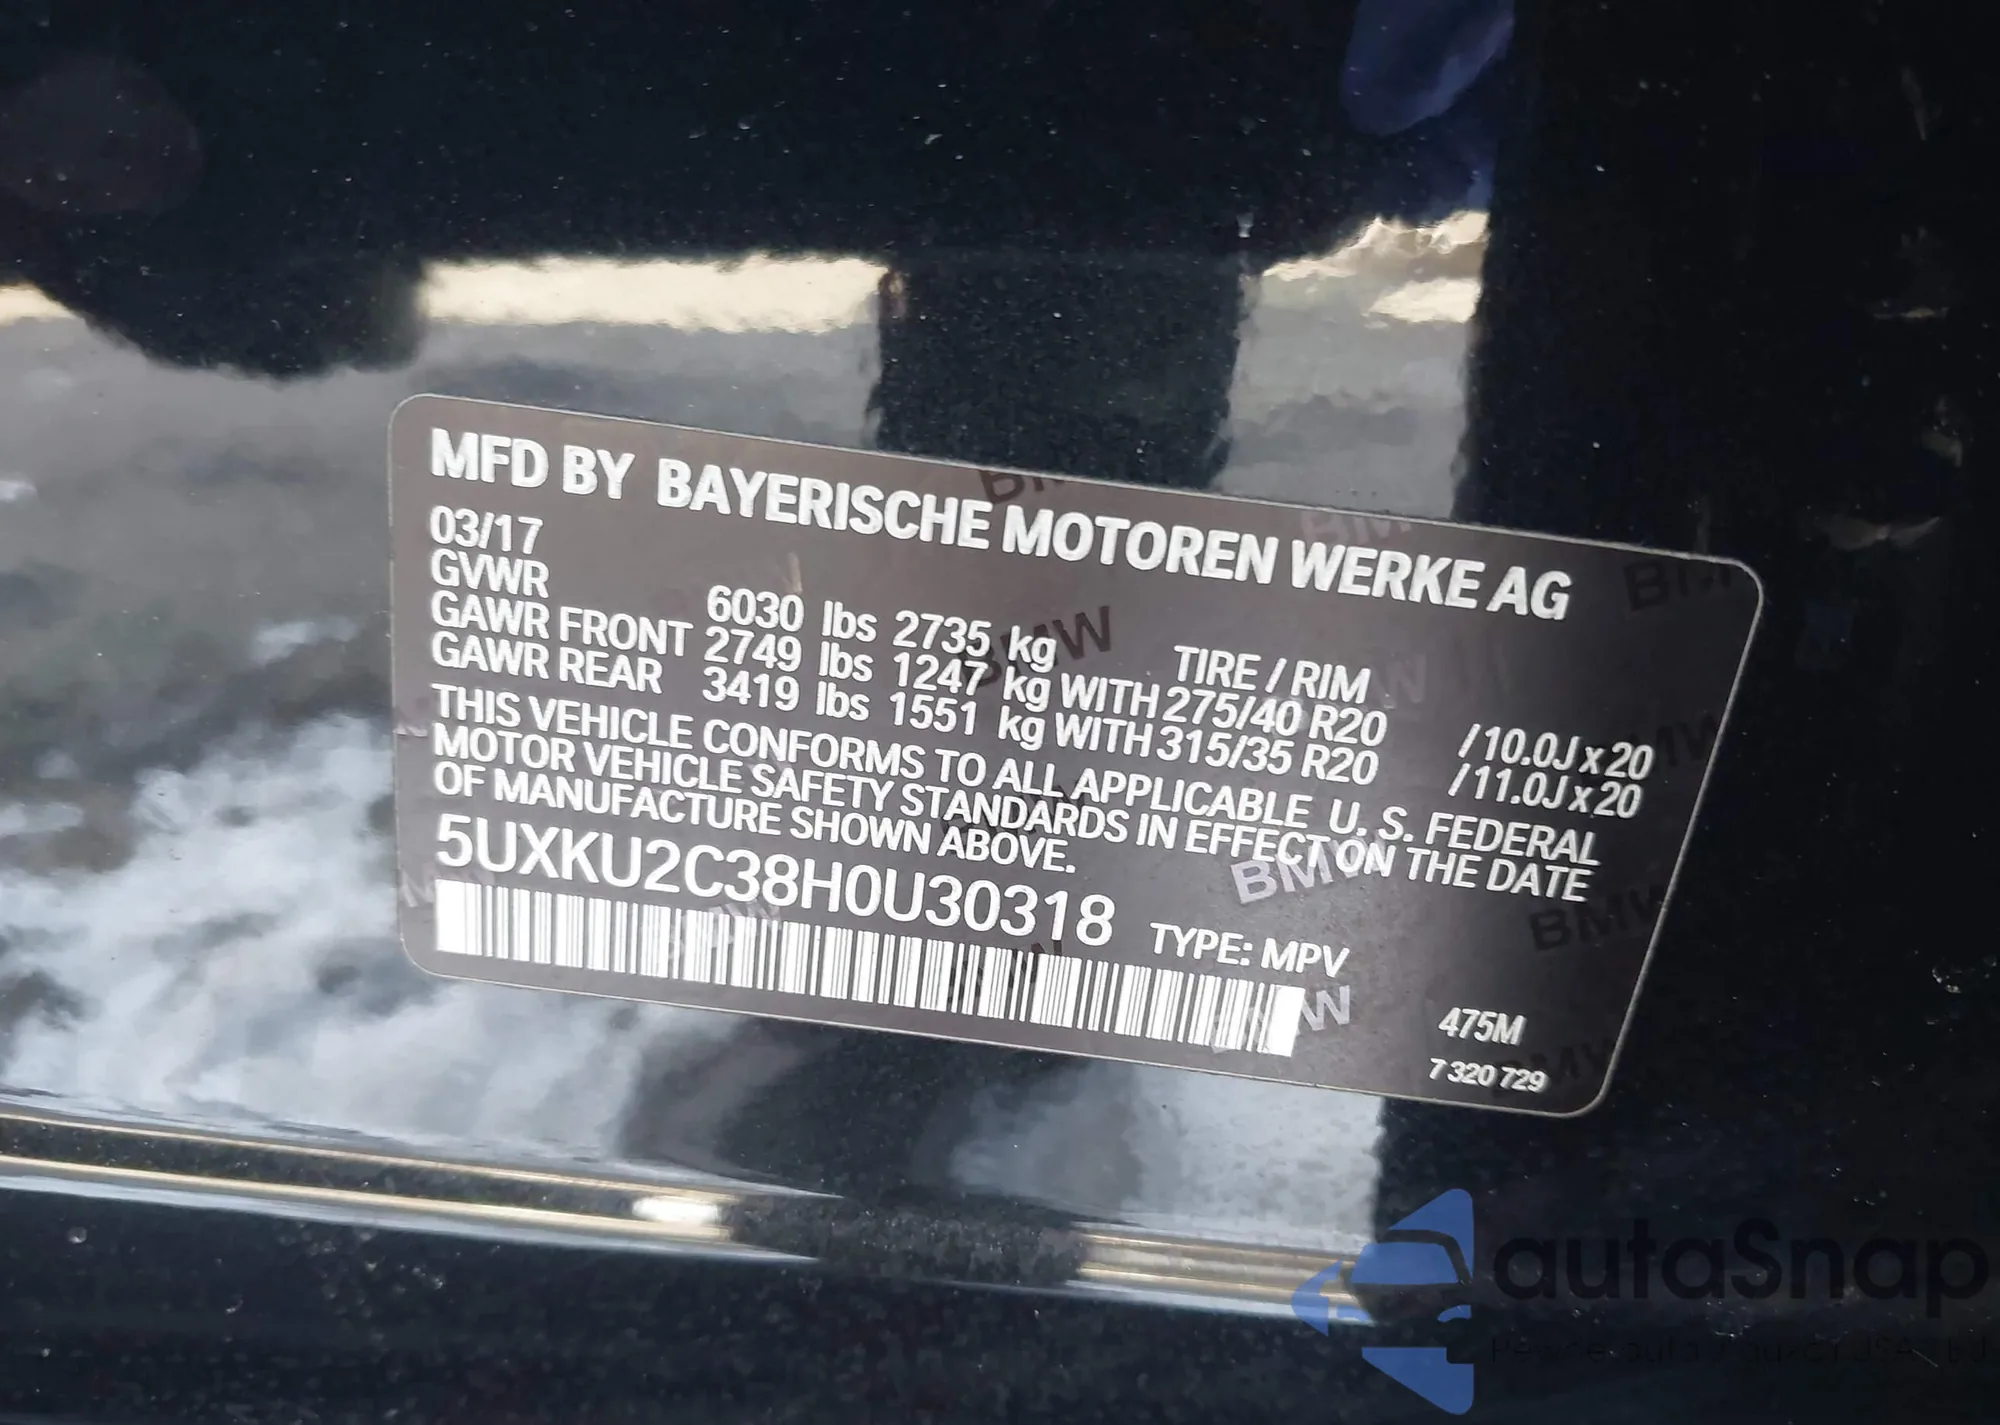 MFD BY BAYERISCHE MOTOREN WERKE AG
03/17
GVWR 6030 lbs 2735 kg TIRE / RIM
GAWR FRONT 2749 lbs 1247 kg WITH 275/40 R20 /10.0J x 20
GAWR REAR 3419 lbs 1551 kg WITH 315/35 R20 /11.0J x 20
THIS VEHICLE CONFORMS TO ALL APPLICABLE U. S. FEDERAL
MOTOR VEHICLE SAFETY STANDARDS IN EFFECT ON THE DATE
OF MANUFACTURE SHOWN ABOVE.
5UXKU2C38H0U30318 TYPE: MPV
475M
7 320 729
autaSnap